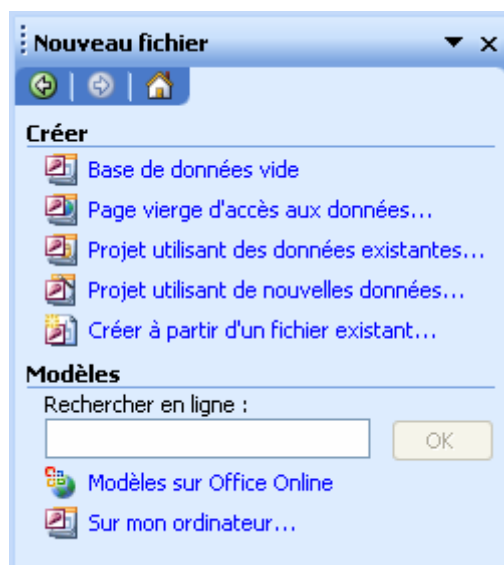 Nouveau fichier
Créer
Base de données vide
Page vierge d'accès aux données...
Projet utilisant des données existantes...
Projet utilisant de nouvelles données...
Créer à partir d'un fichier existant...
Modèles
Rechercher en ligne :
OK
Modèles sur Office Online
Sur mon ordinateur...